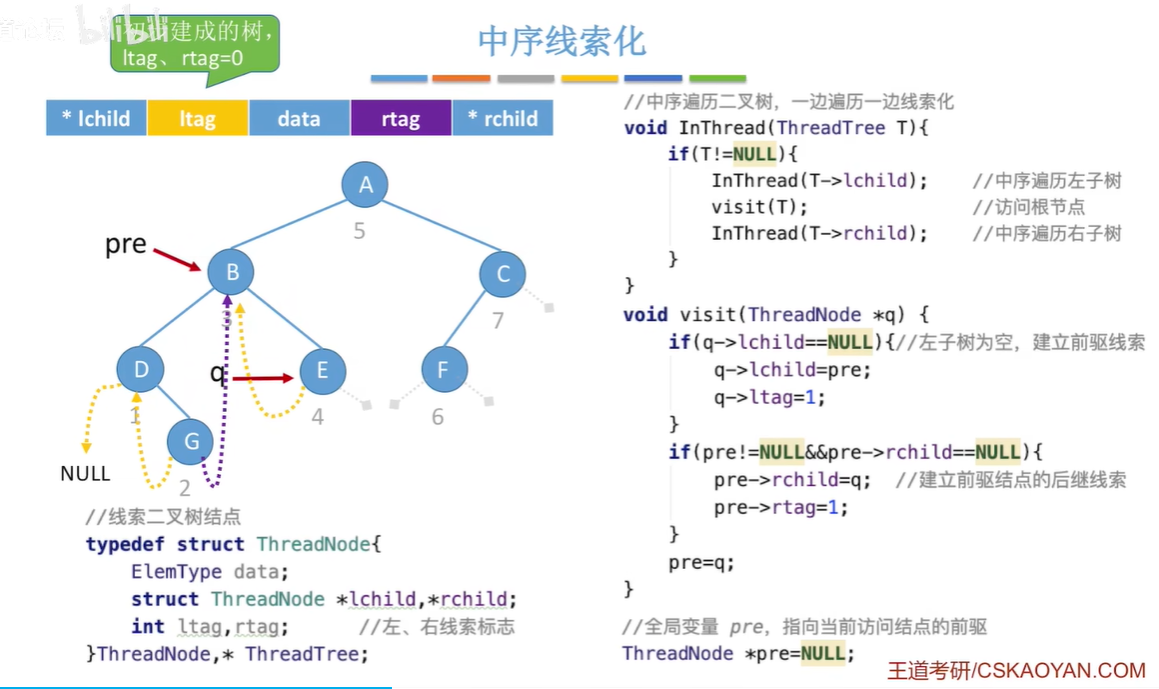 bilibili
初步建成的树，
ltag、rtag=0
中序线索化
* lchild ltag data rtag * rchild
A
5
pre
B
3
C
7
D
1
q
E
4
F
6
G
2
NULL
//线索二叉树结点
typedef struct ThreadNode{
ElemType data;
struct ThreadNode *lchild,*rchild;
int ltag,rtag; //左、右线索标志
}ThreadNode,* ThreadTree;
//中序遍历二叉树，一边遍历一边线索化
void InThread(ThreadTree T){
if(T!=NULL){
InThread(T->lchild); //中序遍历左子树
visit(T); //访问根节点
InThread(T->rchild); //中序遍历右子树
}
}
void visit(ThreadNode *q) {
if(q->lchild==NULL){//左子树为空，建立前驱线索
q->lchild=pre;
q->ltag=1;
}
if(pre!=NULL&&pre->rchild==NULL){
pre->rchild=q; //建立前驱结点的后继线索
pre->rtag=1;
}
pre=q;
}
//全局变量 pre，指向当前访问结点的前驱
ThreadNode *pre=NULL;
王道考研/CSKAOYAN.COM